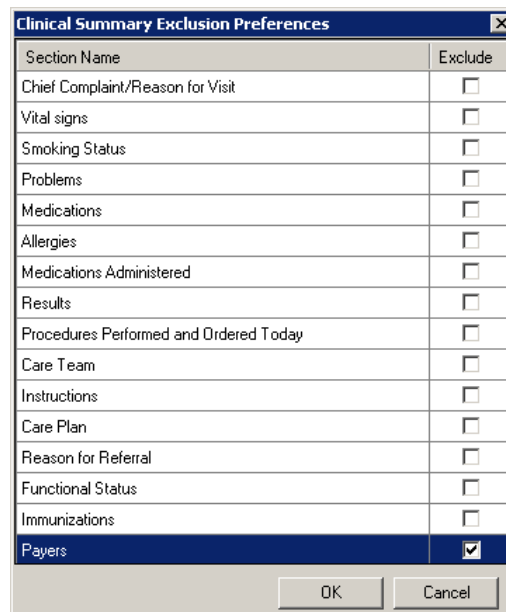 Clinical Summary Exclusion Preferences
Section Name Exclude
Chief Complaint/Reason for Visit
Vital signs
Smoking Status
Problems
Medications
Allergies
Medications Administered
Results
Procedures Performed and Ordered Today
Care Team
Instructions
Care Plan
Reason for Referral
Functional Status
Immunizations
Payers
OK Cancel